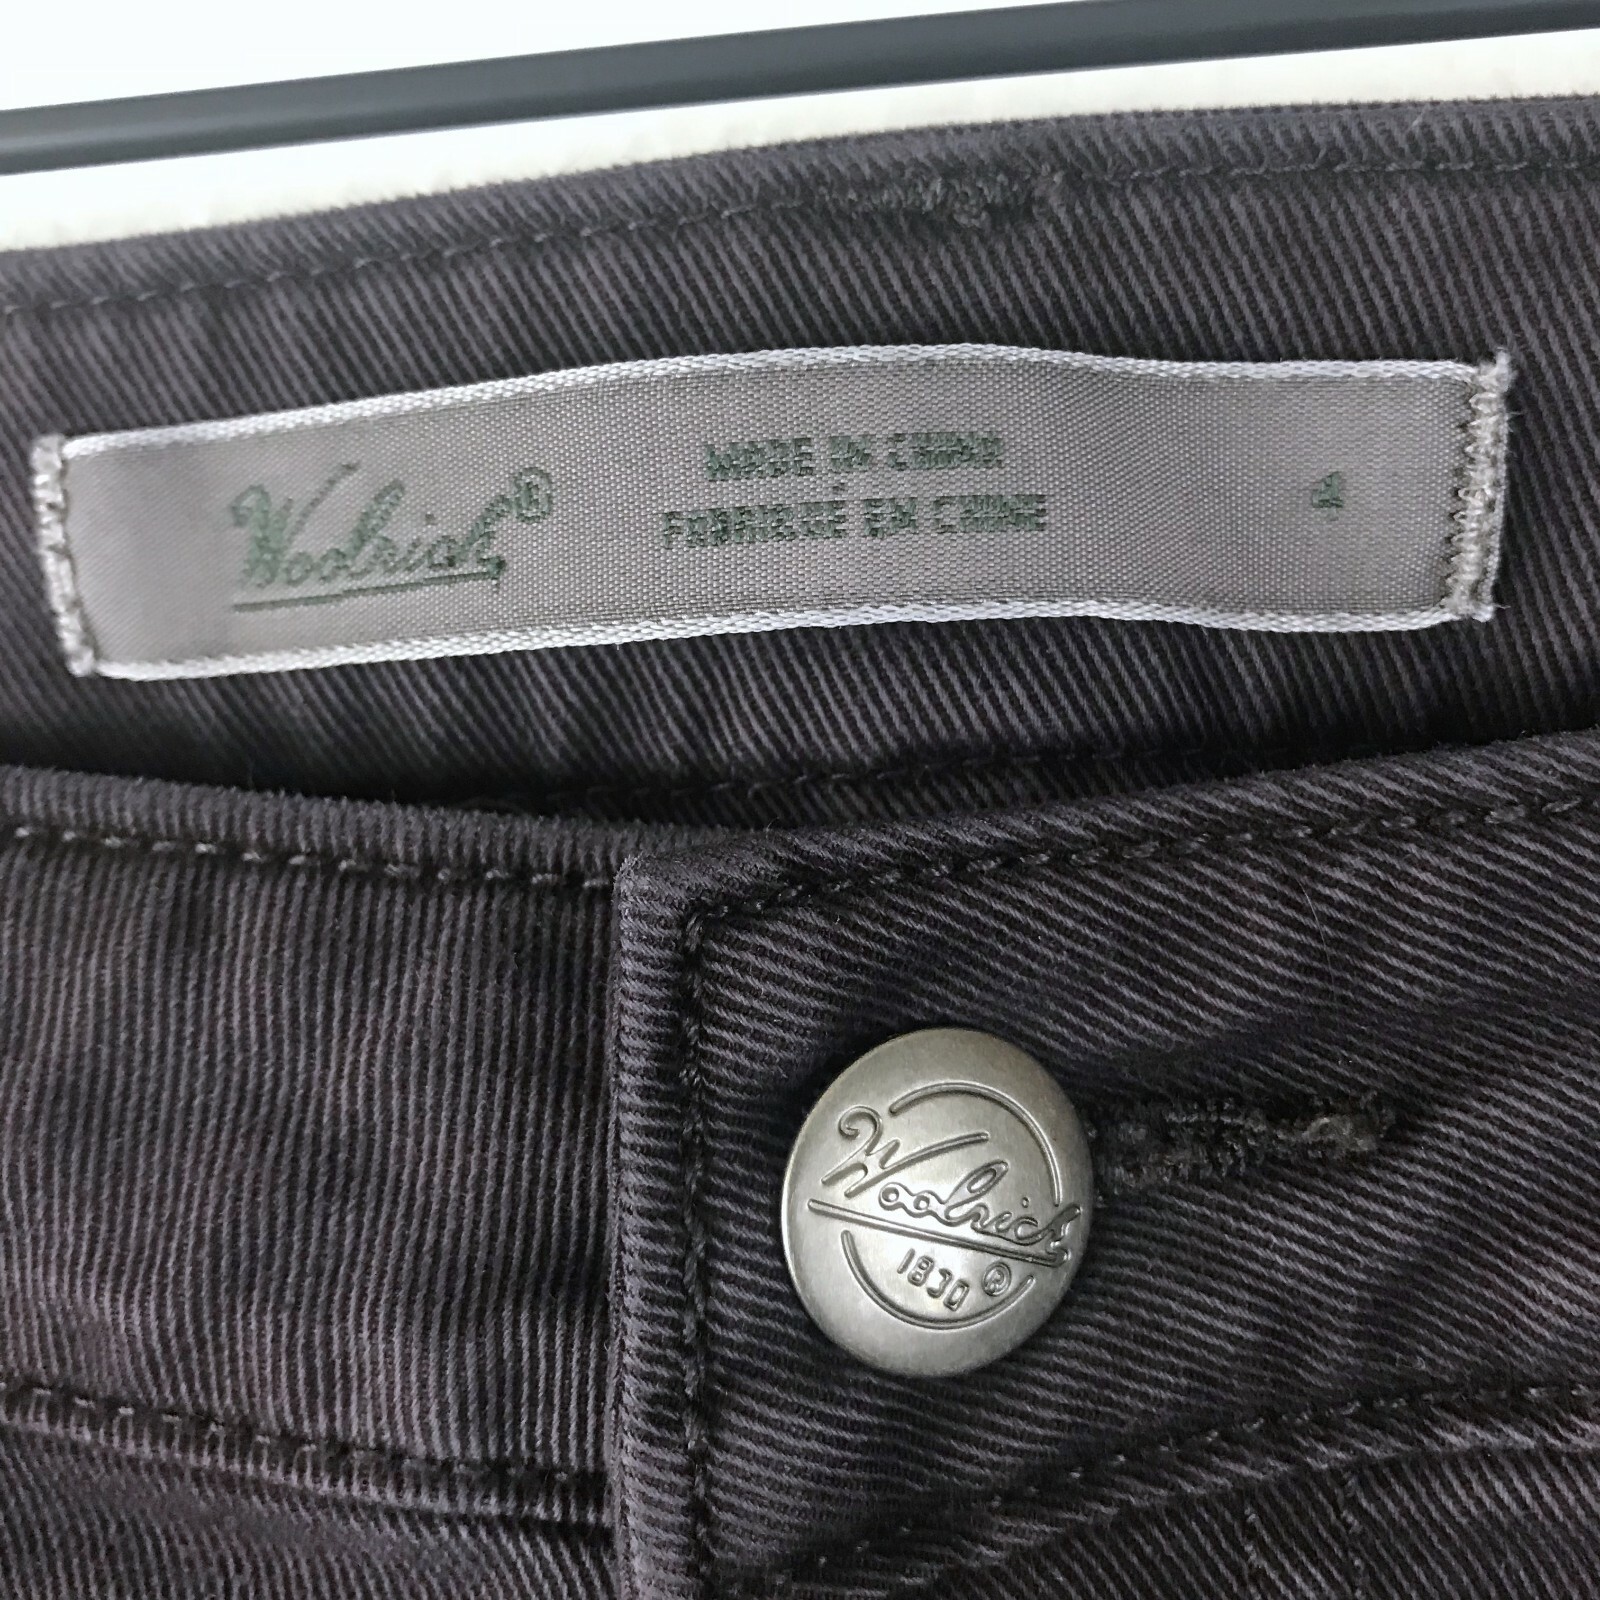 Woolrich®
MADE IN CHINA
FABRIQUÉ EN CHINE
4
Woolrich
1830 ®